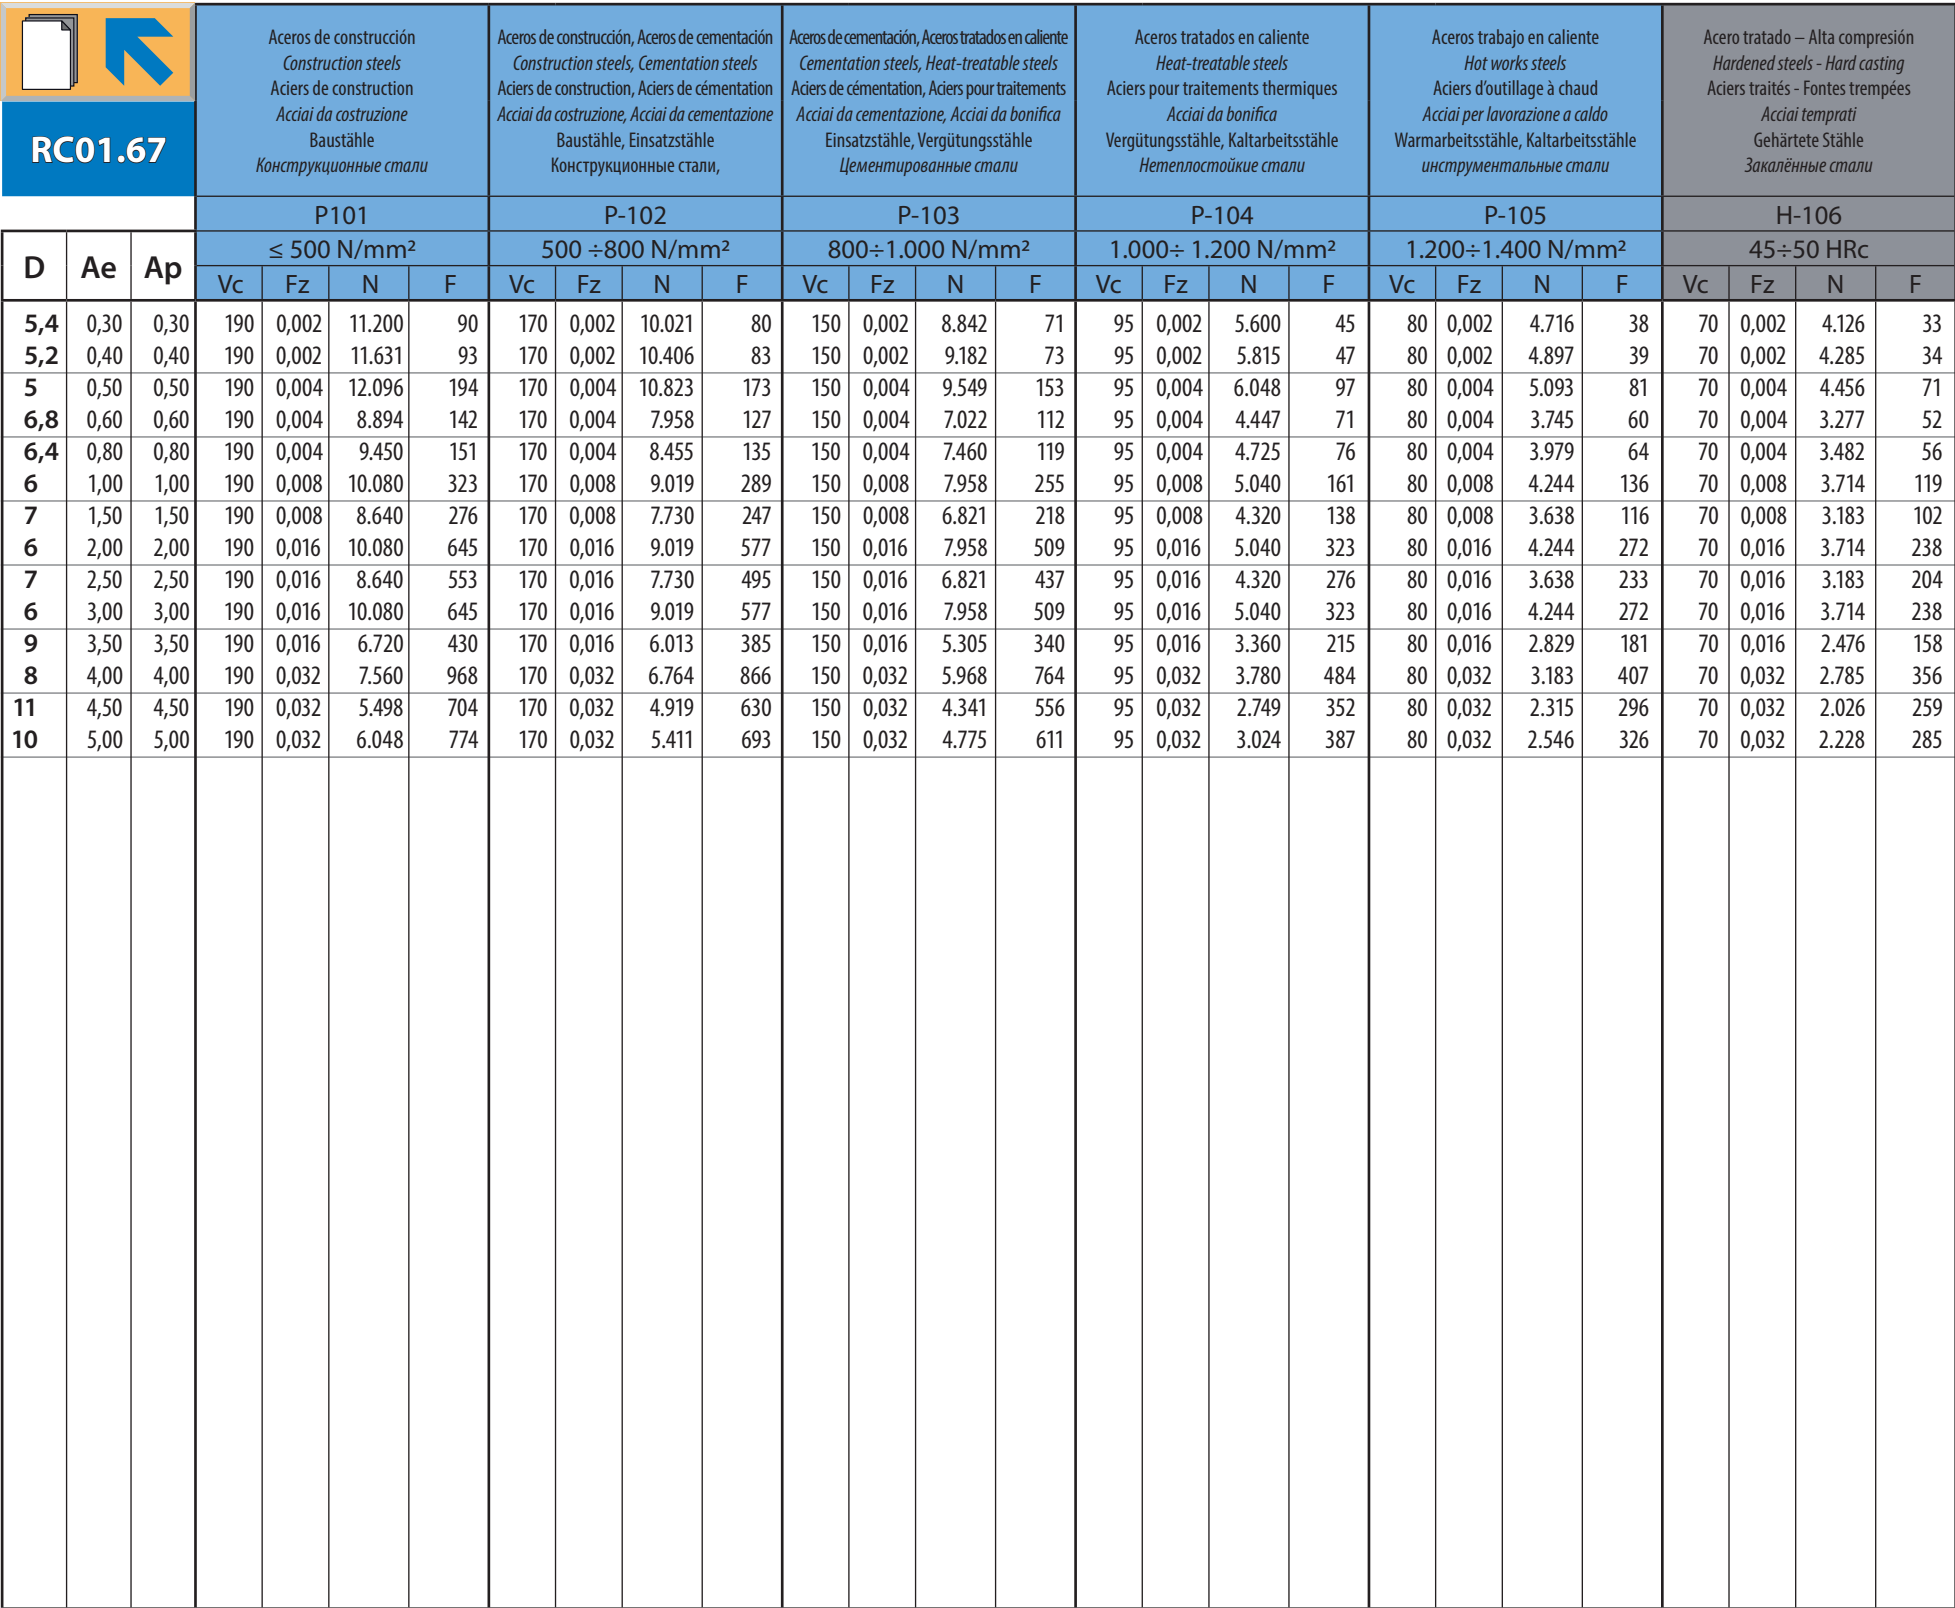 RC01.67
Aceros de construcción
Construction steels
Aciers de construction
Acciai da costruzione
Baustähle
Конструкционные стали
Aceros de construcción, Aceros de cementación
Construction steels, Cementation steels
Aciers de construction, Aciers de cémentation
Acciai da costruzione, Acciai da cementazione
Baustähle, Einsatzstähle
Конструкционные стали,
Aceros de cementación, Aceros tratados en caliente
Cementation steels, Heat-treatable steels
Aciers de cémentation, Aciers pour traitements
Acciai da cementazione, Acciai da bonifica
Einsatzstähle, Vergütungsstähle
Цементированные стали
Aceros tratados en caliente
Heat-treatable steels
Aciers pour traitements thermiques
Acciai da bonifica
Vergütungsstähle, Kaltarbeitsstähle
Нетеплостойкие стали
Aceros trabajo en caliente
Hot works steels
Aciers d'outillage à chaud
Acciai per lavorazione a caldo
Warmarbeitsstähle, Kaltarbeitsstähle
инструментальные стали
Acero tratado – Alta compresión
Hardened steels - Hard casting
Aciers traités - Fontes trempées
Acciai temprati
Gehärtete Stähle
Закалённые стали
P101 P-102 P-103 P-104 P-105 H-106
≤ 500 N/mm² 500 ÷800 N/mm² 800÷1.000 N/mm² 1.000÷ 1.200 N/mm² 1.200÷1.400 N/mm² 45÷50 HRc
D Ae Ap Vc Fz N F Vc Fz N F Vc Fz N F Vc Fz N F Vc Fz N F Vc Fz N F
5,4 0,30 0,30 190 0,002 11.200 90 170 0,002 10.021 80 150 0,002 8.842 71 95 0,002 5.600 45 80 0,002 4.716 38 70 0,002 4.126 33
5,2 0,40 0,40 190 0,002 11.631 93 170 0,002 10.406 83 150 0,002 9.182 73 95 0,002 5.815 47 80 0,002 4.897 39 70 0,002 4.285 34
5 0,50 0,50 190 0,004 12.096 194 170 0,004 10.823 173 150 0,004 9.549 153 95 0,004 6.048 97 80 0,004 5.093 81 70 0,004 4.456 71
6,8 0,60 0,60 190 0,004 8.894 142 170 0,004 7.958 127 150 0,004 7.022 112 95 0,004 4.447 71 80 0,004 3.745 60 70 0,004 3.277 52
6,4 0,80 0,80 190 0,004 9.450 151 170 0,004 8.455 135 150 0,004 7.460 119 95 0,004 4.725 76 80 0,004 3.979 64 70 0,004 3.482 56
6 1,00 1,00 190 0,008 10.080 323 170 0,008 9.019 289 150 0,008 7.958 255 95 0,008 5.040 161 80 0,008 4.244 136 70 0,008 3.714 119
7 1,50 1,50 190 0,008 8.640 276 170 0,008 7.730 247 150 0,008 6.821 218 95 0,008 4.320 138 80 0,008 3.638 116 70 0,008 3.183 102
6 2,00 2,00 190 0,016 10.080 645 170 0,016 9.019 577 150 0,016 7.958 509 95 0,016 5.040 323 80 0,016 4.244 272 70 0,016 3.714 238
7 2,50 2,50 190 0,016 8.640 553 170 0,016 7.730 495 150 0,016 6.821 437 95 0,016 4.320 276 80 0,016 3.638 233 70 0,016 3.183 204
6 3,00 3,00 190 0,016 10.080 645 170 0,016 9.019 577 150 0,016 7.958 509 95 0,016 5.040 323 80 0,016 4.244 272 70 0,016 3.714 238
9 3,50 3,50 190 0,016 6.720 430 170 0,016 6.013 385 150 0,016 5.305 340 95 0,016 3.360 215 80 0,016 2.829 181 70 0,016 2.476 158
8 4,00 4,00 190 0,032 7.560 968 170 0,032 6.764 866 150 0,032 5.968 764 95 0,032 3.780 484 80 0,032 3.183 407 70 0,032 2.785 356
11 4,50 4,50 190 0,032 5.498 704 170 0,032 4.919 630 150 0,032 4.341 556 95 0,032 2.749 352 80 0,032 2.315 296 70 0,032 2.026 259
10 5,00 5,00 190 0,032 6.048 774 170 0,032 5.411 693 150 0,032 4.775 611 95 0,032 3.024 387 80 0,032 2.546 326 70 0,032 2.228 285